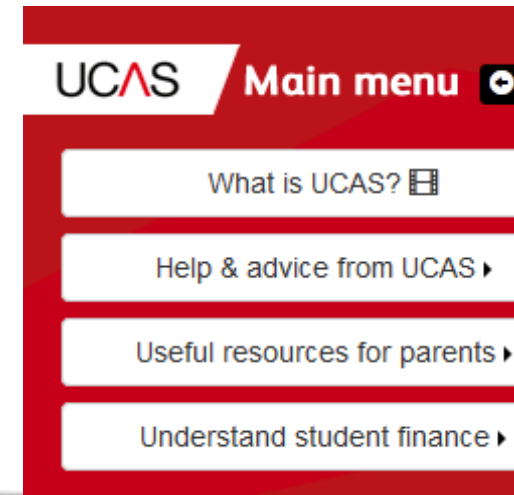 UCAS Main menu
What is UCAS?
Help & advice from UCAS
Useful resources for parents
Understand student finance